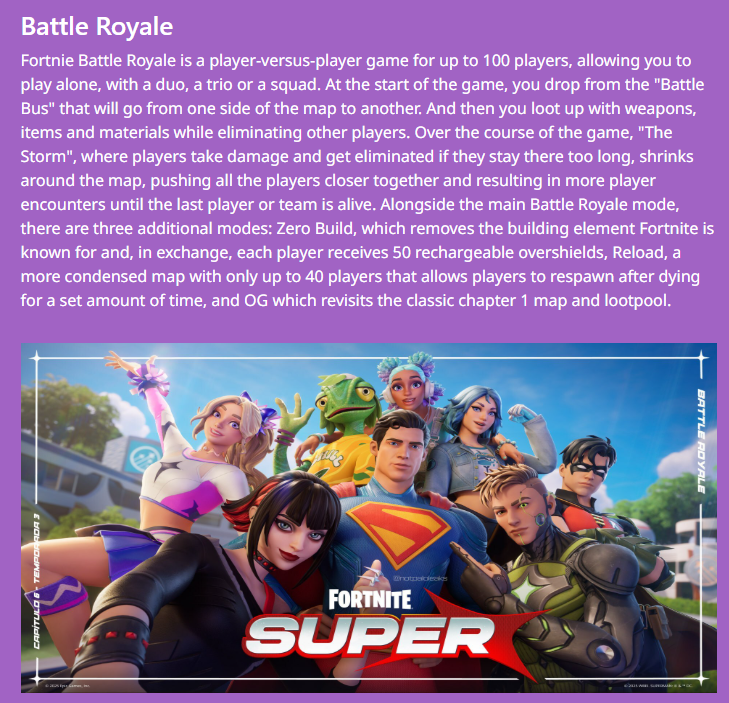 Battle Royale
Fortnie Battle Royale is a player-versus-player game for up to 100 players, allowing you to
play alone, with a duo, a trio or a squad. At the start of the game, you drop from the "Battle
Bus" that will go from one side of the map to another. And then you loot up with weapons,
items and materials while eliminating other players. Over the course of the game, "The
Storm", where players take damage and get eliminated if they stay there too long, shrinks
around the map, pushing all the players closer together and resulting in more player
encounters until the last player or team is alive. Alongside the main Battle Royale mode,
there are three additional modes: Zero Build, which removes the building element Fortnite is
known for and, in exchange, each player receives 50 rechargeable overshields, Reload, a
more condensed map with only up to 40 players that allows players to respawn after dying
for a set amount of time, and OG which revisits the classic chapter 1 map and lootpool.
BATTLE ROYALE
CAPÍTULO 6 - TEMPORADA 3
FORTNITE
SUPER
© 2025 Epic Games, Inc.